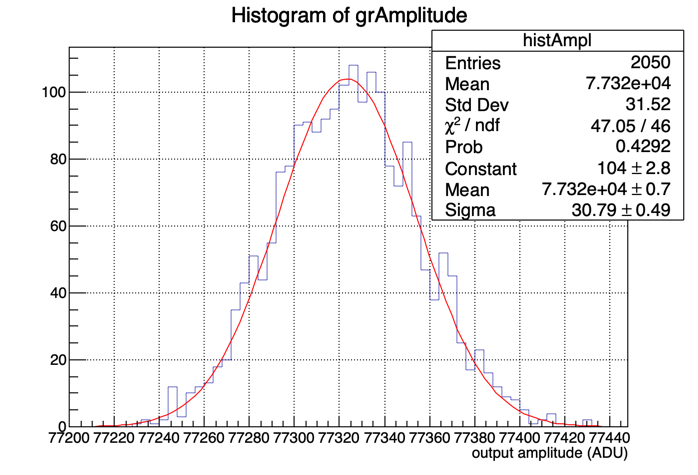 Histogram of grAmplitude
histAmpl
Entries 2050
Mean 7.732e+04
Std Dev 31.52
χ² / ndf 47.05 / 46
Prob 0.4292
Constant 104 ± 2.8
Mean 7.732e+04 ± 0.7
Sigma 30.79 ± 0.49
100
80
60
40
20
0
77200 77220 77240 77260 77280 77300 77320 77340 77360 77380 77400 77420 77440
output amplitude (ADU)